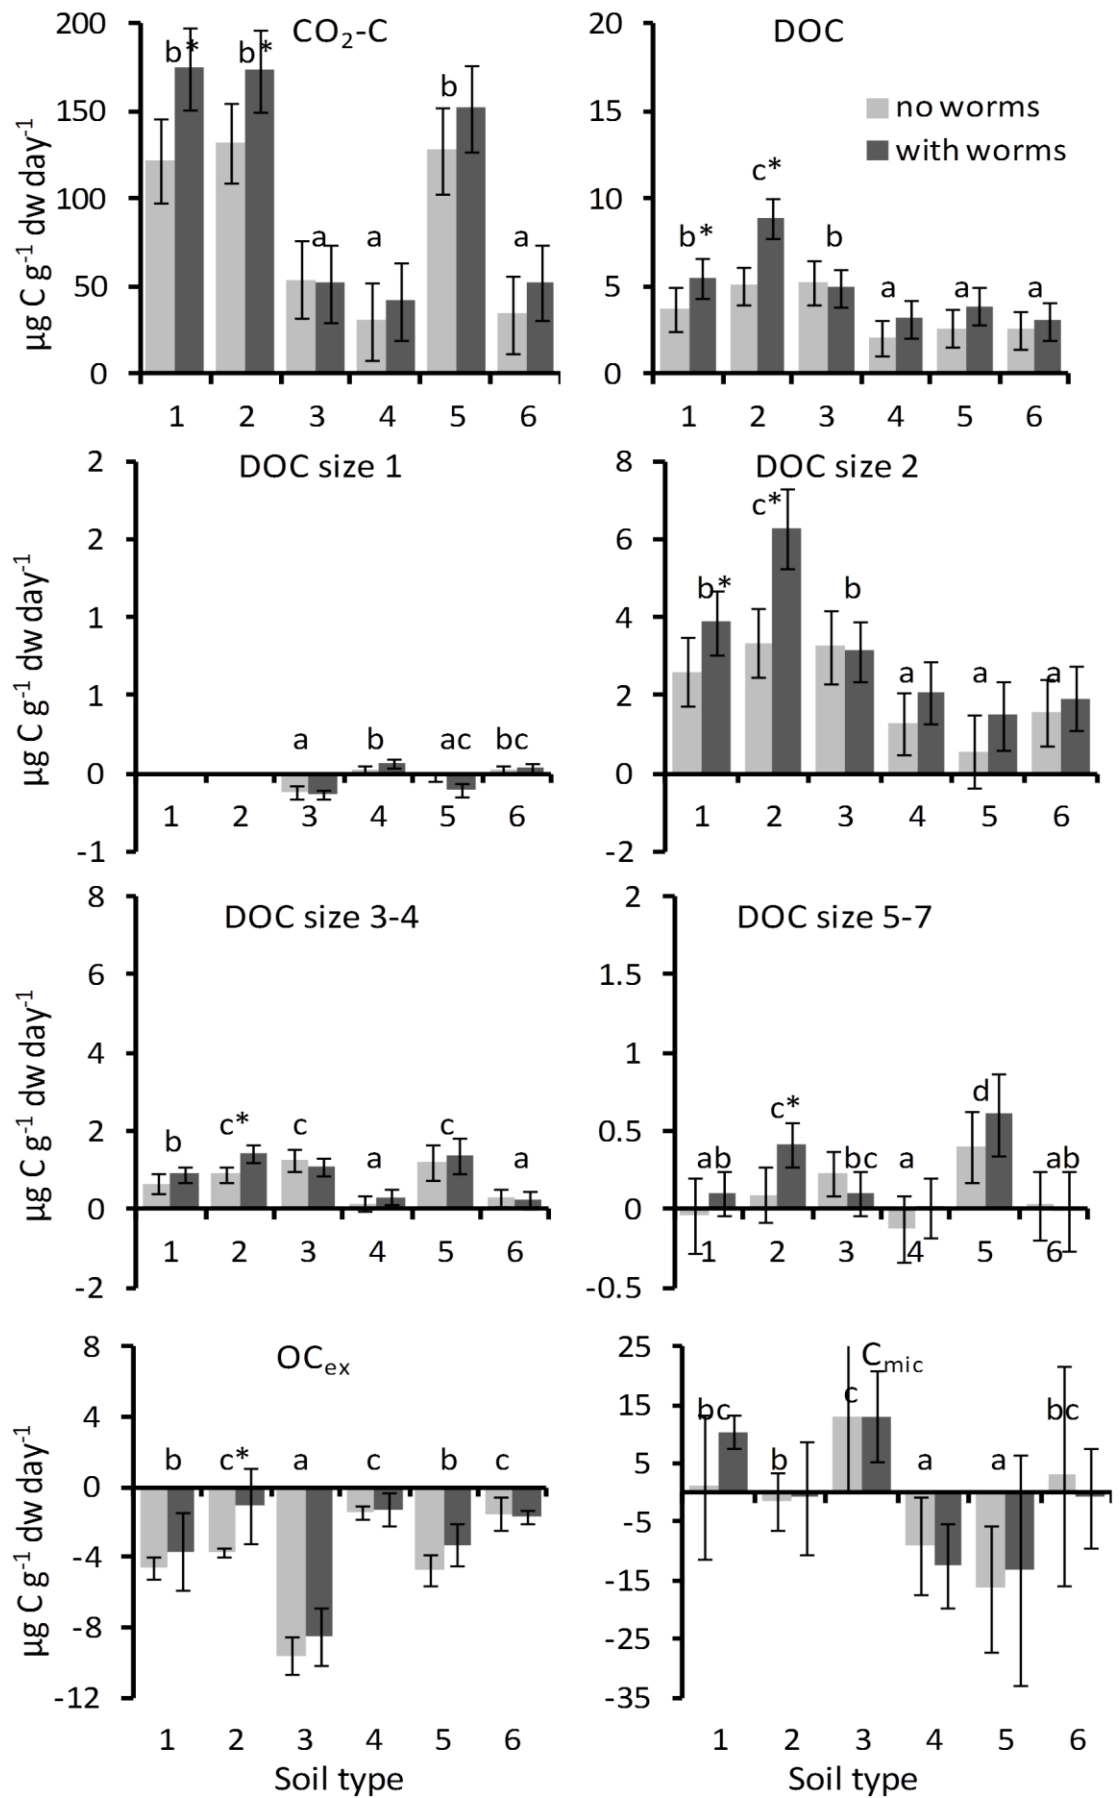 CO₂-C
µg C g⁻¹ dw day⁻¹
200
150
100
50
0
b* b* a a b a
1 2 3 4 5 6
DOC
no worms
with worms
20
15
10
5
0
b* c* b a a a
1 2 3 4 5 6
DOC size 1
µg C g⁻¹ dw day⁻¹
2
2
1
1
0
-1
a b ac bc
1 2 3 4 5 6
DOC size 2
8
6
4
2
0
-2
b* c* b a a a
1 2 3 4 5 6
DOC size 3-4
µg C g⁻¹ dw day⁻¹
8
6
4
2
0
-2
b c* c a c a
1 2 3 4 5 6
DOC size 5-7
2
1.5
1
0.5
0
-0.5
ab c* bc a d ab
1 2 3 4 5 6
OCₑₓ
µg C g⁻¹ dw day⁻¹
8
4
0
-4
-8
-12
b c* a c b c
1 2 3 4 5 6
Soil type
Cmic
25
15
5
-5
-15
-25
-35
bc b c a a bc
1 2 3 4 5 6
Soil type